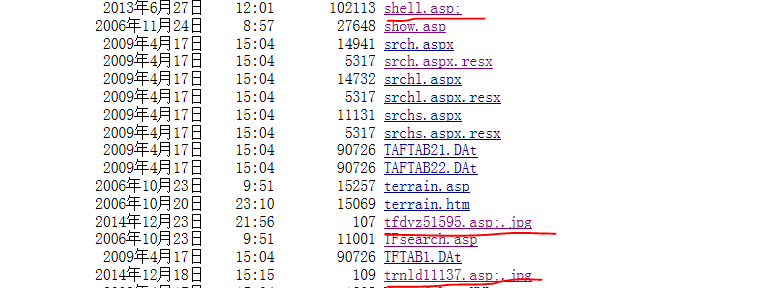 2013年6月27日 12:01 102113 shell.asp;
2006年11月24日 8:57 27648 show.asp
2009年4月17日 15:04 14941 srch.aspx
2009年4月17日 15:04 5317 srch.aspx.resx
2009年4月17日 15:04 14732 srchl.aspx
2009年4月17日 15:04 5317 srchl.aspx.resx
2009年4月17日 15:04 11131 srchs.aspx
2009年4月17日 15:04 5317 srchs.aspx.resx
2009年4月17日 15:04 90726 TAFTAB21.DAt
2009年4月17日 15:04 90726 TAFTAB22.DAt
2006年10月23日 9:51 15257 terrain.asp
2006年10月20日 23:10 15069 terrain.htm
2014年12月23日 21:56 107 tfdvz51595.asp;.jpg
2006年10月23日 9:51 11001 TFsearch.asp
2009年4月17日 15:04 90726 TFTAB1.DAt
2014年12月18日 15:15 109 trnld11137.asp;.jpg